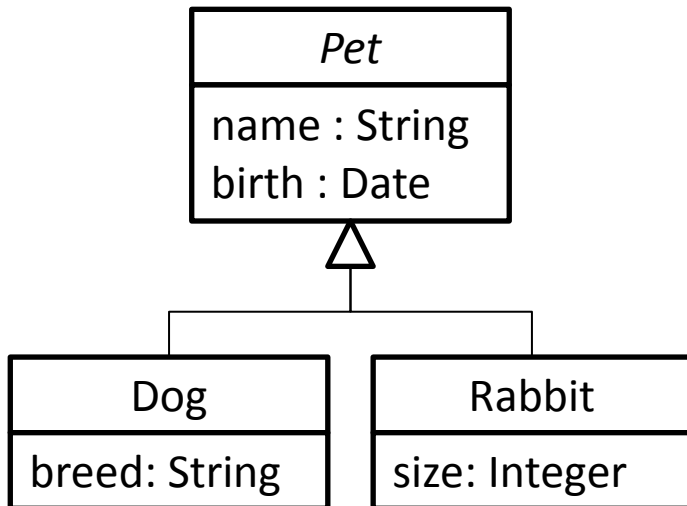 Pet
name : String
birth : Date
Dog
breed: String
Rabbit
size: Integer